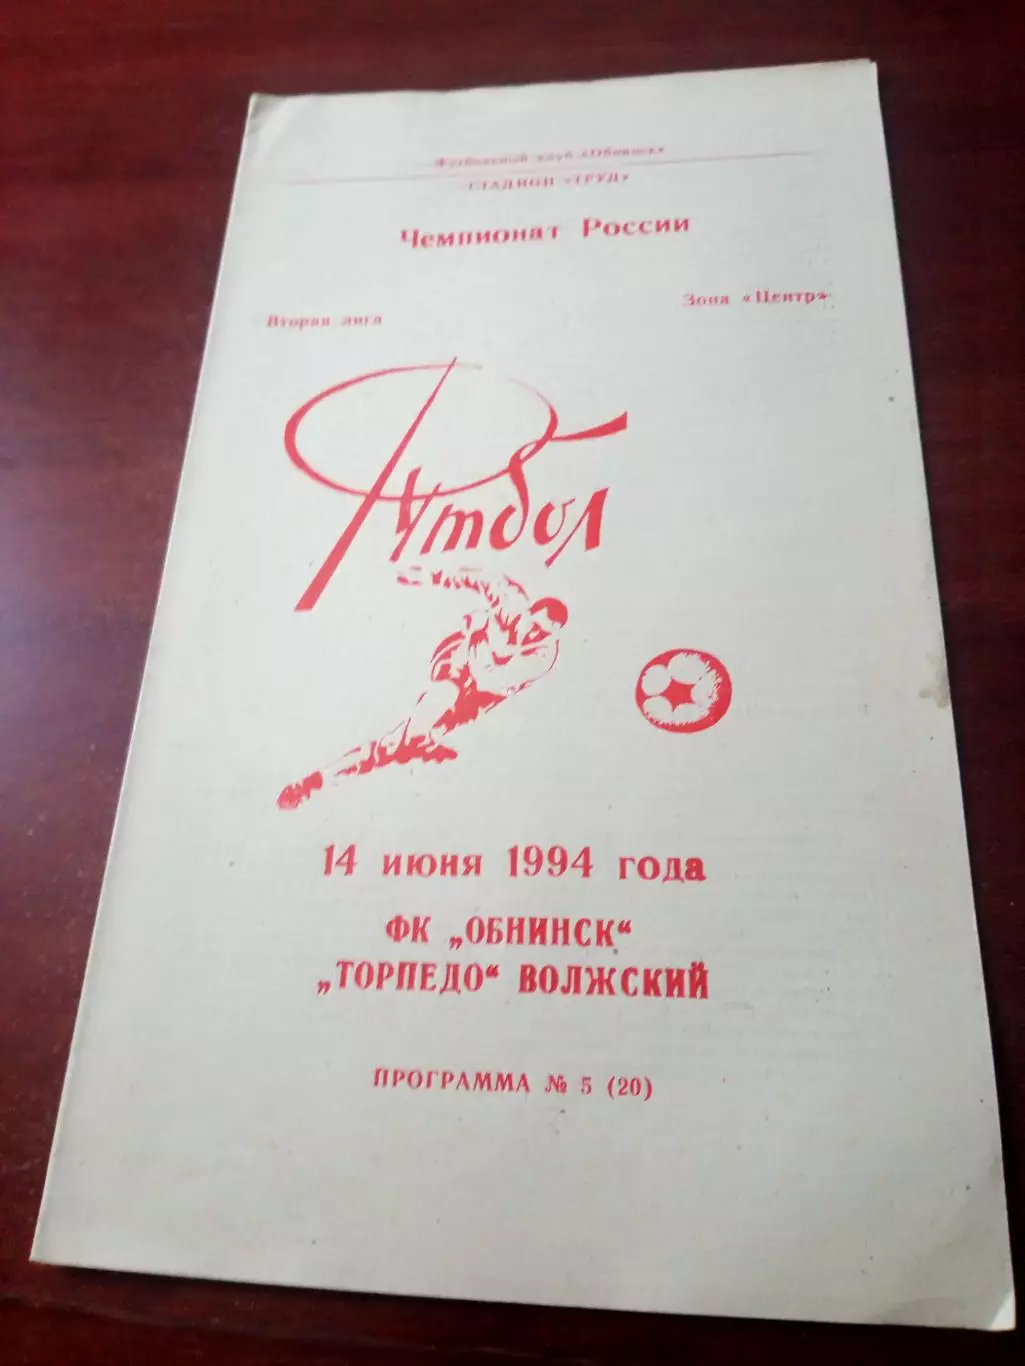 Футбольный клуб «Обнинск»
СТАДИОН «ТРУД»
Чемпионат России
Зона «Центр»
Вторая лига
Футбол
14 июня 1994 года
ФК „ОБНИНСК“
„ТОРПЕДО“ ВОЛЖСКИЙ
ПРОГРАММА № 5 (20)